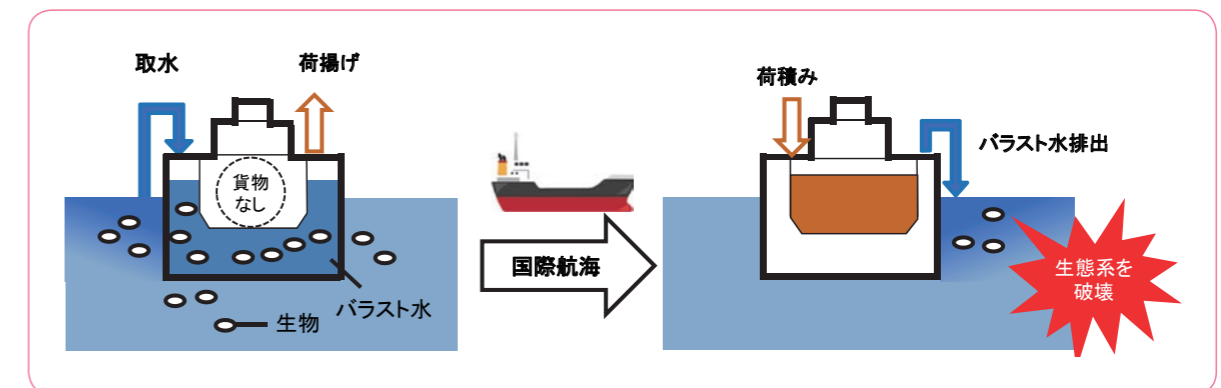 取水
荷揚げ
貨物
なし
バラスト水
生物
国際航海
荷積み
バラスト水排出
生態系を
破壊